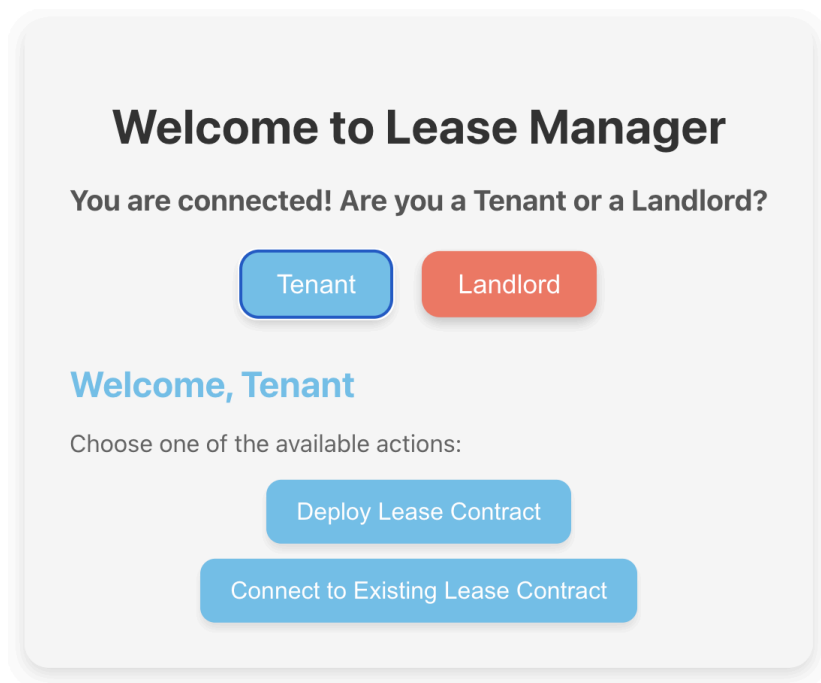 Welcome to Lease Manager
You are connected! Are you a Tenant or a Landlord?
Tenant
Landlord
Welcome, Tenant
Choose one of the available actions:
Deploy Lease Contract
Connect to Existing Lease Contract